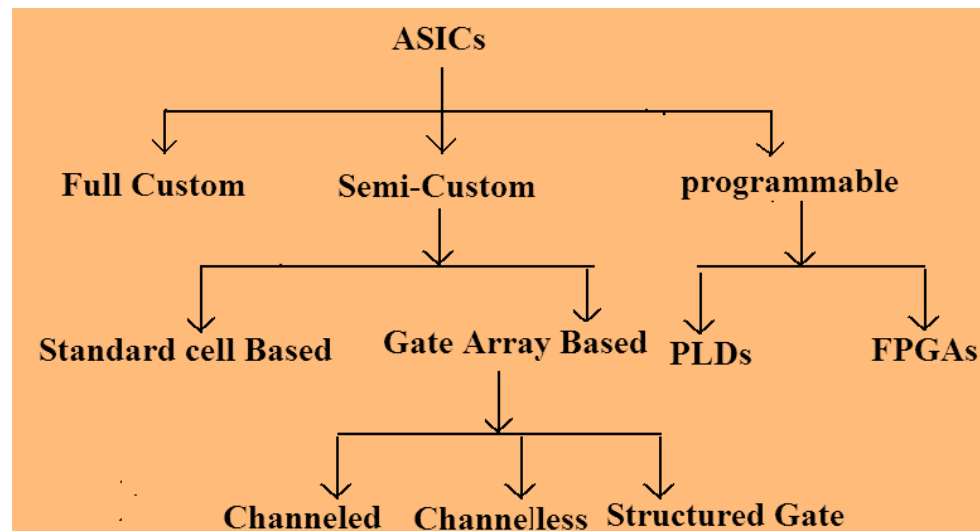 ASICs
Full Custom
Semi-Custom
programmable
Standard cell Based
Gate Array Based
PLDs
FPGAs
Channeled
Channelless
Structured Gate